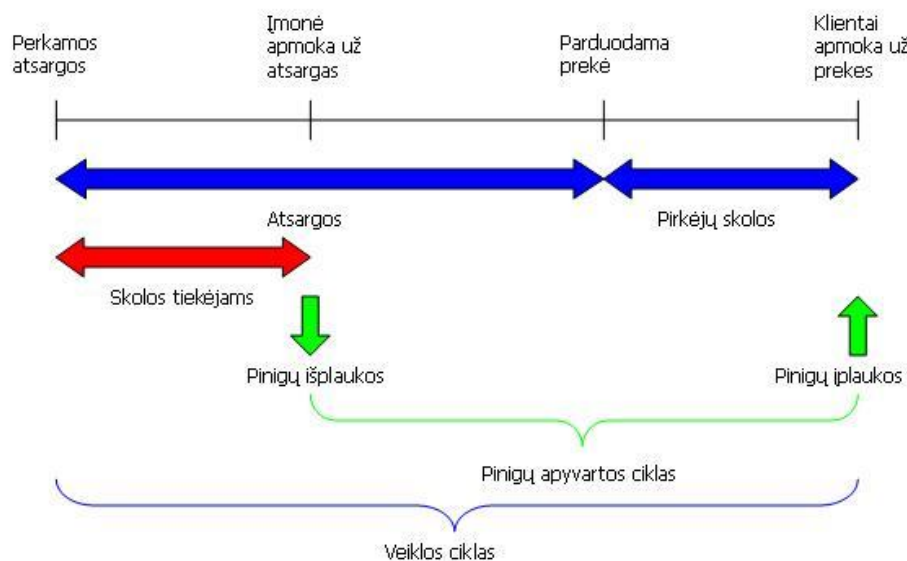 Perkamos
atsargos
Įmonė
apmoka už
atsargas
Parduodama
prekė
Klientai
apmoka už
prekes
Atsargos
Pirkėjų skolos
Skolos tiekėjams
Pinigų išplaukos
Pinigų įplaukos
Pinigų apyvartos ciklas
Veiklos ciklas